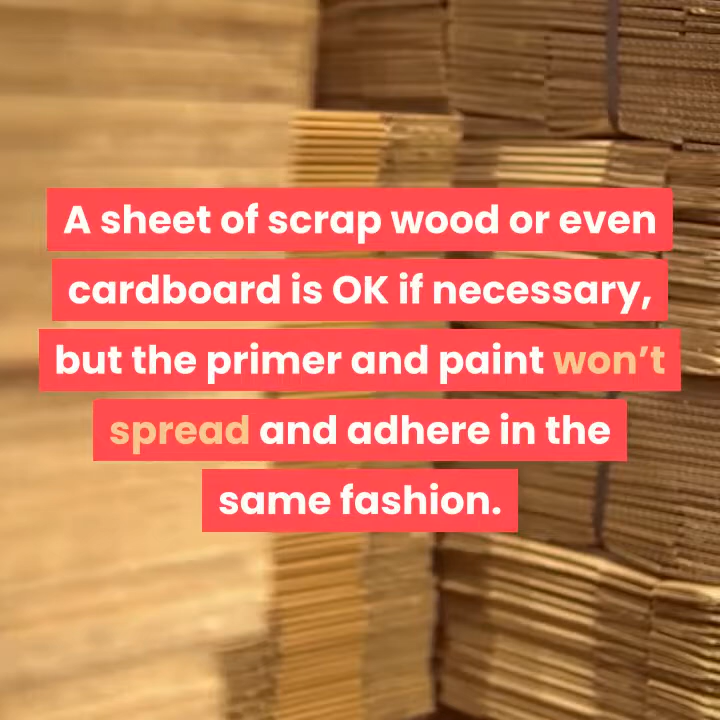 A sheet of scrap wood or even
cardboard is OK if necessary,
but the primer and paint won’t
spread and adhere in the
same fashion.